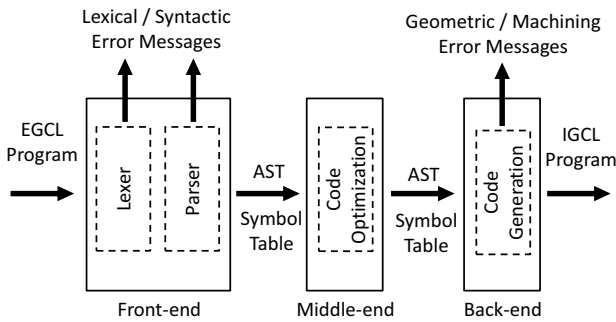 Lexical / Syntactic
Error Messages
Geometric / Machining
Error Messages
EGCL
Program
Lexer
Parser
AST
Symbol
Table
Code
Optimization
AST
Symbol
Table
Code
Generation
IGCL
Program
Front-end
Middle-end
Back-end